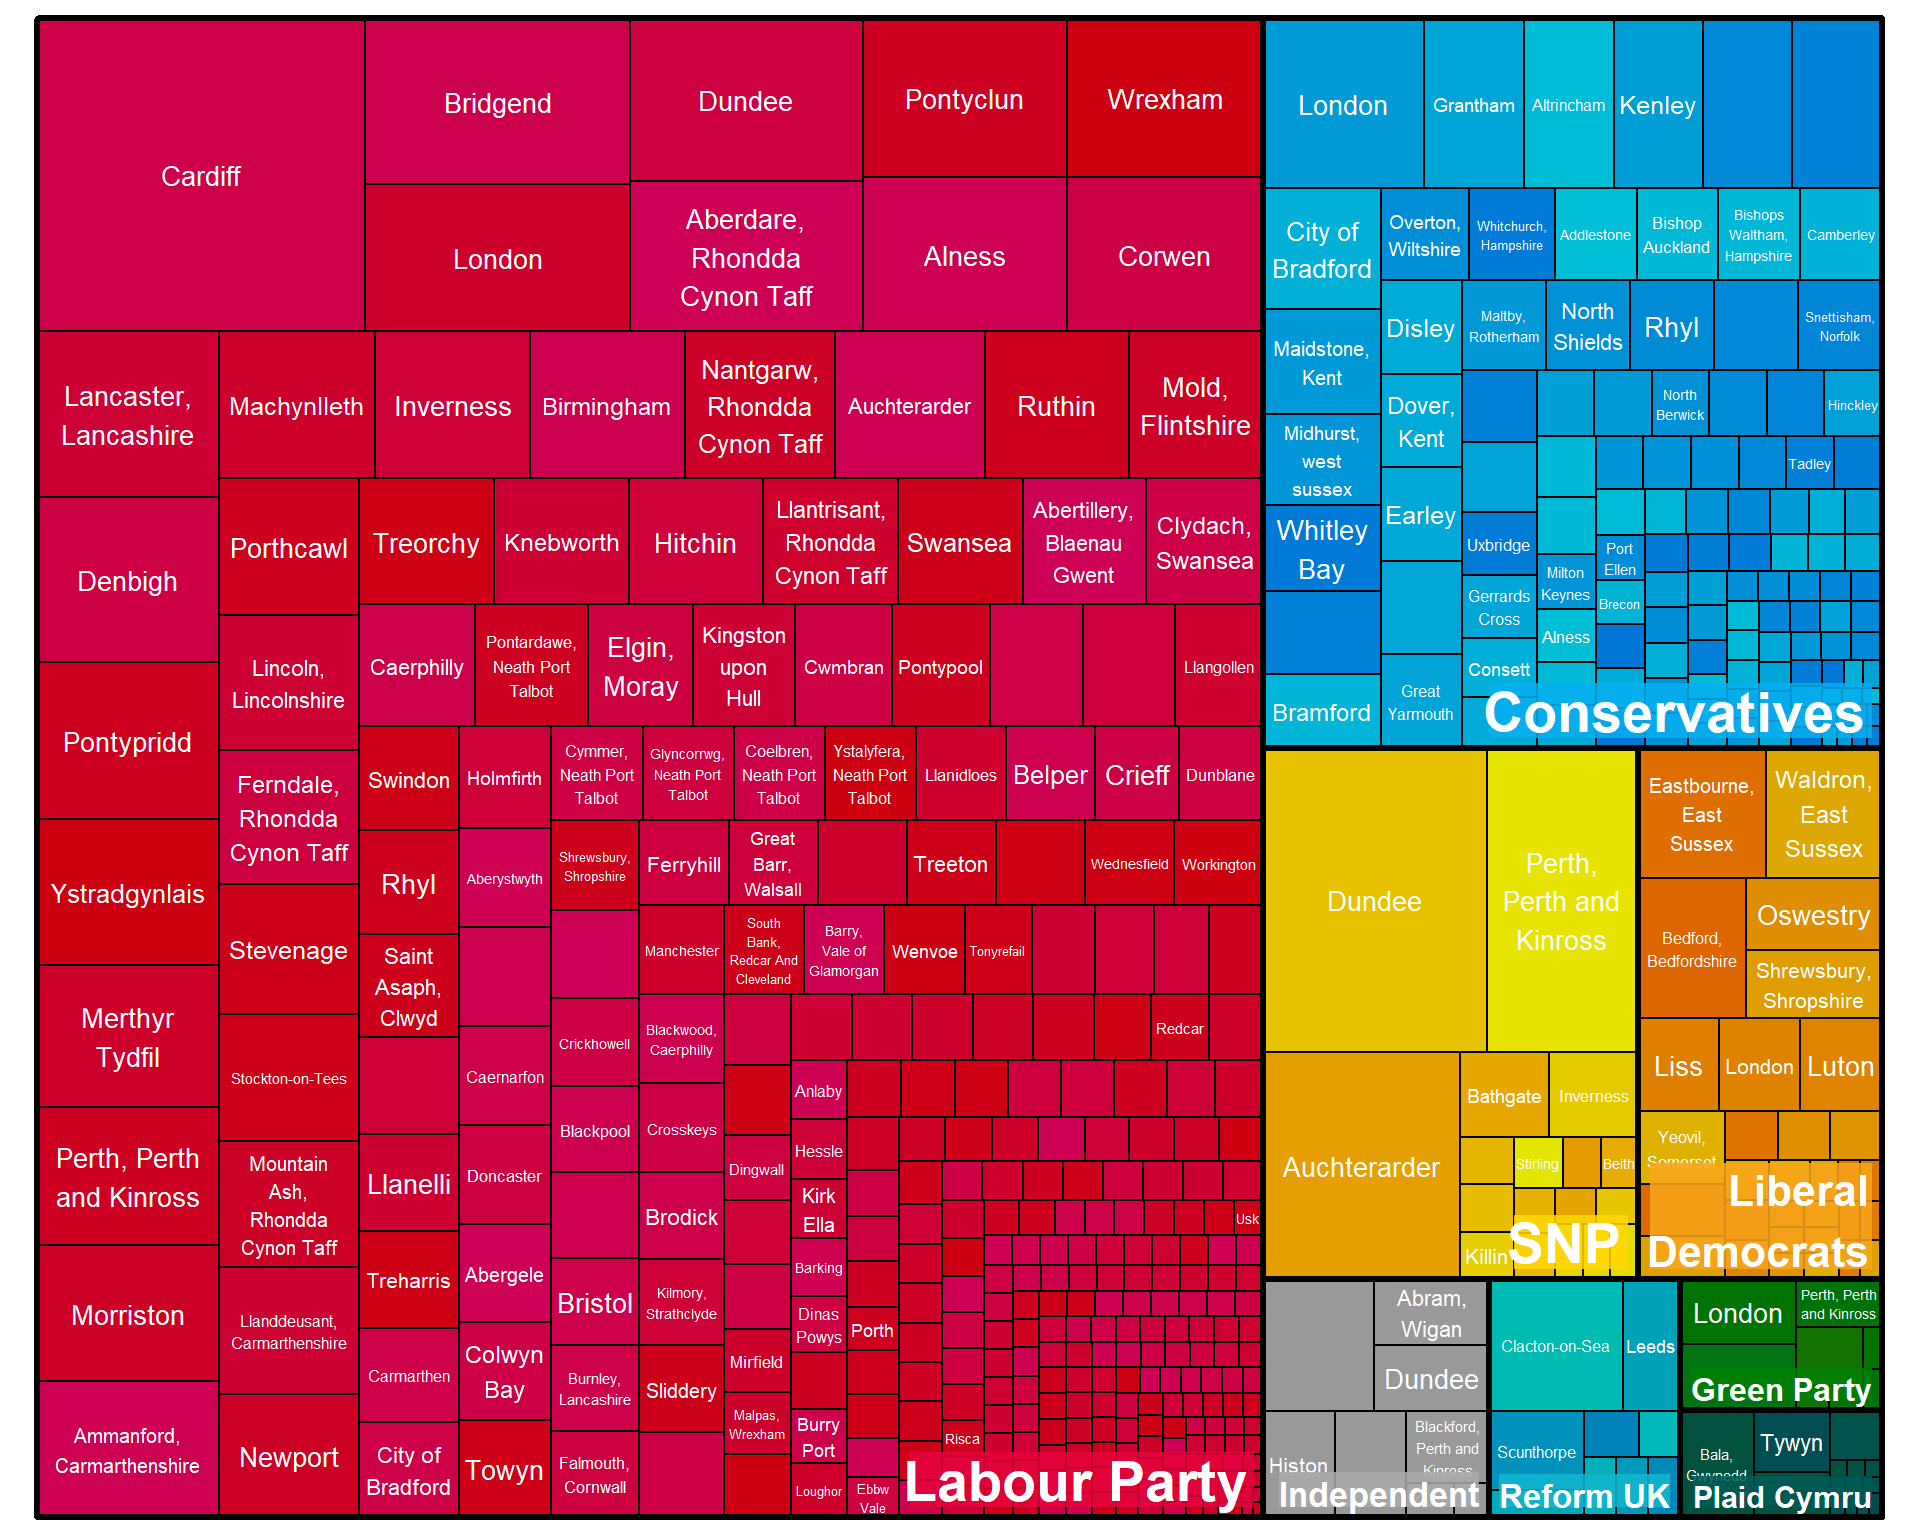 Cardiff
Bridgend
London
Dundee
Aberdare,
Rhondda
Cynon Taff
Pontyclun
Alness
Wrexham
Corwen
Lancaster,
Lancashire
Denbigh
Pontypridd
Ystradgynlais
Merthyr
Tydfil
Perth, Perth
and Kinross
Morriston
Ammanford,
Carmarthenshire
Machynlleth
Inverness
Birmingham
Nantgarw,
Rhondda
Cynon Taff
Auchterarder
Ruthin
Mold,
Flintshire
Porthcawl
Lincoln,
Lincolnshire
Ferndale,
Rhondda
Cynon Taff
Stevenage
Stockton-on-Tees
Mountain
Ash,
Rhondda
Cynon Taff
Llanddeusant,
Carmarthenshire
Newport
Treorchy
Knebworth
Hitchin
Llantrisant,
Rhondda
Cynon Taff
Swansea
Abertillery,
Blaenau
Gwent
Clydach,
Swansea
Caerphilly
Pontardawe,
Neath Port
Talbot
Elgin,
Moray
Kingston
upon
Hull
Cwmbran
Pontypool
Llangollen
Swindon
Rhyl
Saint
Asaph,
Clwyd
Llanelli
Treharris
Carmarthen
City of
Bradford
Holmfirth
Aberystwyth
Caernarfon
Doncaster
Abergele
Colwyn
Bay
Towyn
Cymmer,
Neath Port
Talbot
Glyncorrwg,
Neath Port
Talbot
Coelbren,
Neath Port
Talbot
Ystalyfera,
Neath Port
Talbot
Llanidloes
Belper
Crieff
Dunblane
Shrewsbury,
Shropshire
Crickhowell
Blackpool
Bristol
Burnley,
Lancashire
Falmouth,
Cornwall
Ferryhill
Great
Barr,
Walsall
Treeton
Wednesfield
Workington
Manchester
South
Bank,
Redcar And
Cleveland
Barry,
Vale of
Glamorgan
Wenvoe
Tonyrefail
Blackwood,
Caerphilly
Crosskeys
Brodick
Kilmory,
Strathclyde
Sliddery
Redcar
Dingwall
Mirfield
Malpas,
Wrexham
Anlaby
Hessle
Kirk
Ella
Barking
Dinas
Powys
Burry
Port
Loughor
Porth
Ebbw
Vale
Usk
Risca
Labour Party
London
Grantham
Altrincham
Kenley
City of
Bradford
Maidstone,
Kent
Midhurst,
west
sussex
Whitley
Bay
Bramford
Overton,
Wiltshire
Whitchurch,
Hampshire
Addlestone
Bishop
Auckland
Bishops
Waltham,
Hampshire
Camberley
Disley
Dover,
Kent
Earley
Great
Yarmouth
Maltby,
Rotherham
North
Shields
Rhyl
Snettisham,
Norfolk
North
Berwick
Hinckley
Tadley
Uxbridge
Gerrards
Cross
Consett
Milton
Keynes
Alness
Port
Ellen
Brecon
Conservatives
Dundee
Perth,
Perth and
Kinross
Auchterarder
Bathgate
Inverness
Stirling
Beith
Killin
SNP
Eastbourne,
East
Sussex
Waldron,
East
Sussex
Bedford,
Bedfordshire
Oswestry
Shrewsbury,
Shropshire
Liss
London
Luton
Yeovil,
Somerset
Liberal
Democrats
Abram,
Wigan
Dundee
Histon
Blackford,
Perth and
Kinross
Independent
Clacton-on-Sea
Leeds
Scunthorpe
Reform UK
London
Perth, Perth
and Kinross
Green Party
Bala,
Gwynedd
Tywyn
Plaid Cymru